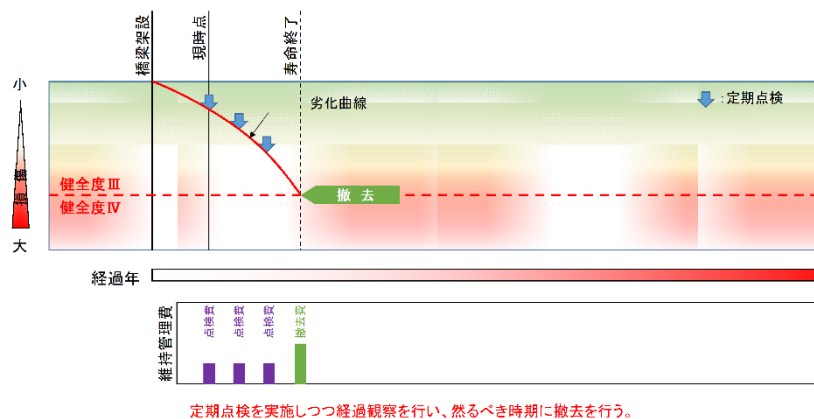 橋梁架設
現時点
寿命終了
小
損傷
大
劣化曲線
:定期点検
健全度Ⅲ
健全度Ⅳ
撤去
経過年
維持管理費
点検費
点検費
点検費
撤去費
定期点検を実施しつつ経過観察を行い、然るべき時期に撤去を行う。